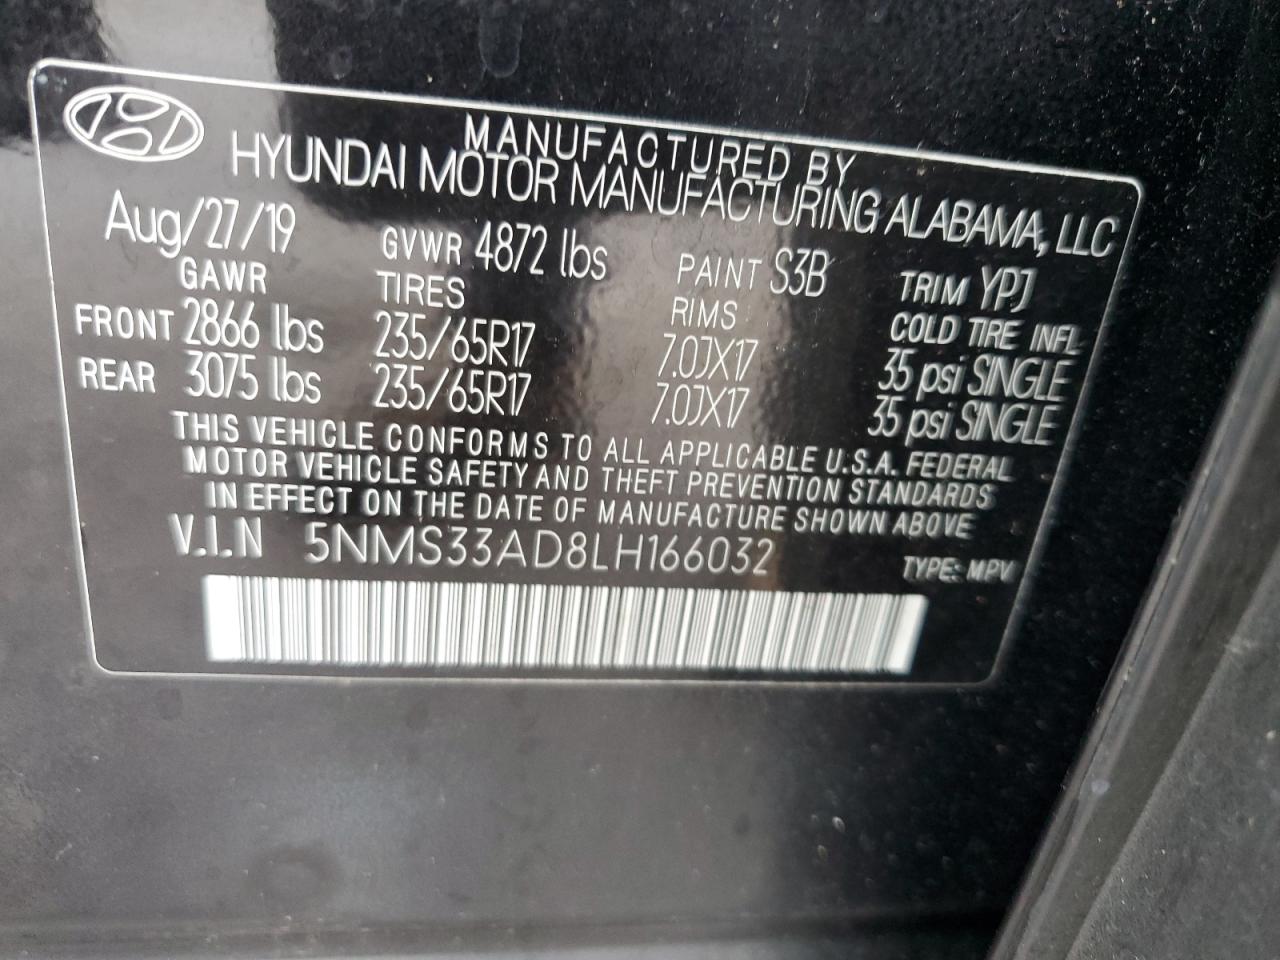 MANUFACTURED BY
HYUNDAI MOTOR MANUFACTURING ALABAMA, LLC
Aug/27/19 GVWR 4872 lbs PAINT S3B TRIM YPJ
GAWR TIRES RIMS COLD TIRE INFL
FRONT 2866 lbs 235/65R17 7.0JX17 35 psi SINGLE
REAR 3075 lbs 235/65R17 7.0JX17 35 psi SINGLE
THIS VEHICLE CONFORMS TO ALL APPLICABLE U.S.A. FEDERAL
MOTOR VEHICLE SAFETY AND THEFT PREVENTION STANDARDS
IN EFFECT ON THE DATE OF MANUFACTURE SHOWN ABOVE
V.I.N 5NMS33AD8LH166032 TYPE: MPV